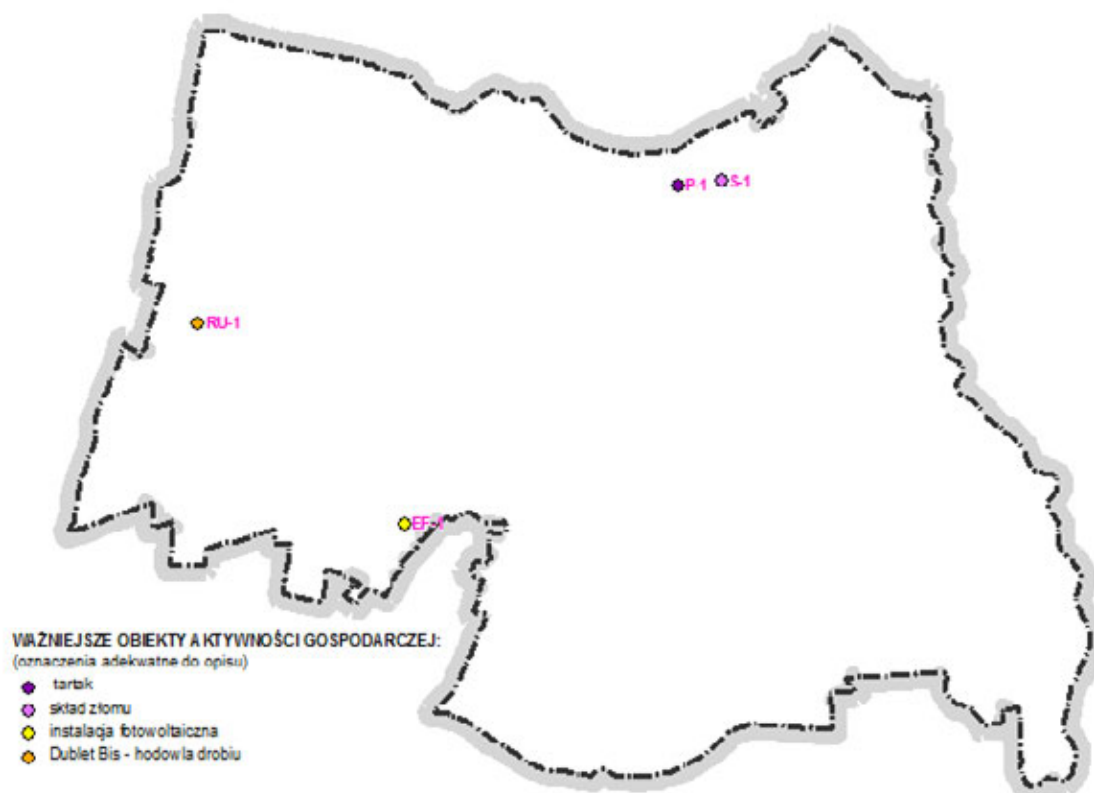 P-1
S-1
RU-1
EF-1
WAŻNIEJSZE OBIEKTY AKTYWNOŚCI GOSPODARCZEJ:
(oznaczenia adekwatne do opisu)
tartak
skład złomu
instalacja fotowoltaiczna
Dublet Bis - hodowla drobiu